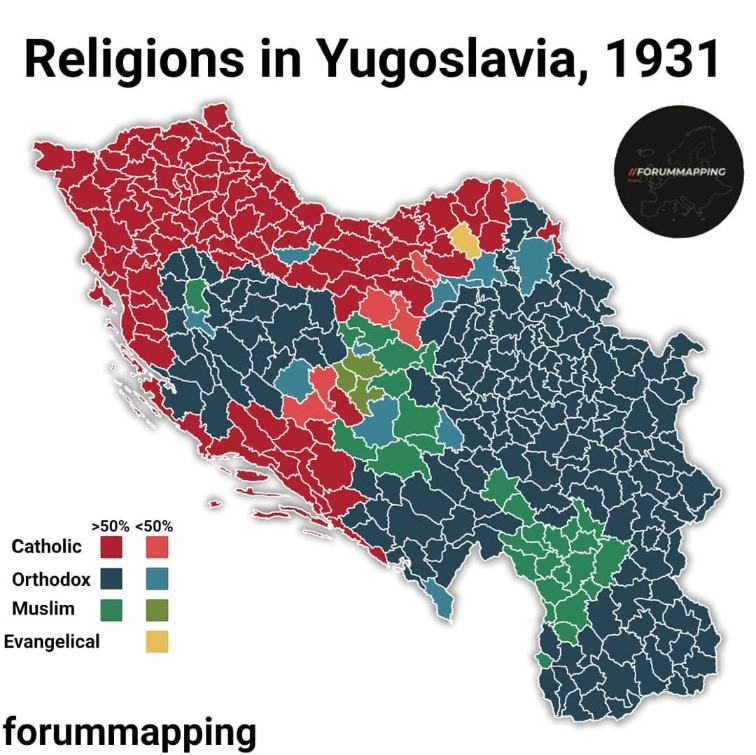 Religions in Yugoslavia, 1931
//FORUMMAPPING
>50% <50%
Catholic
Orthodox
Muslim
Evangelical
forummapping